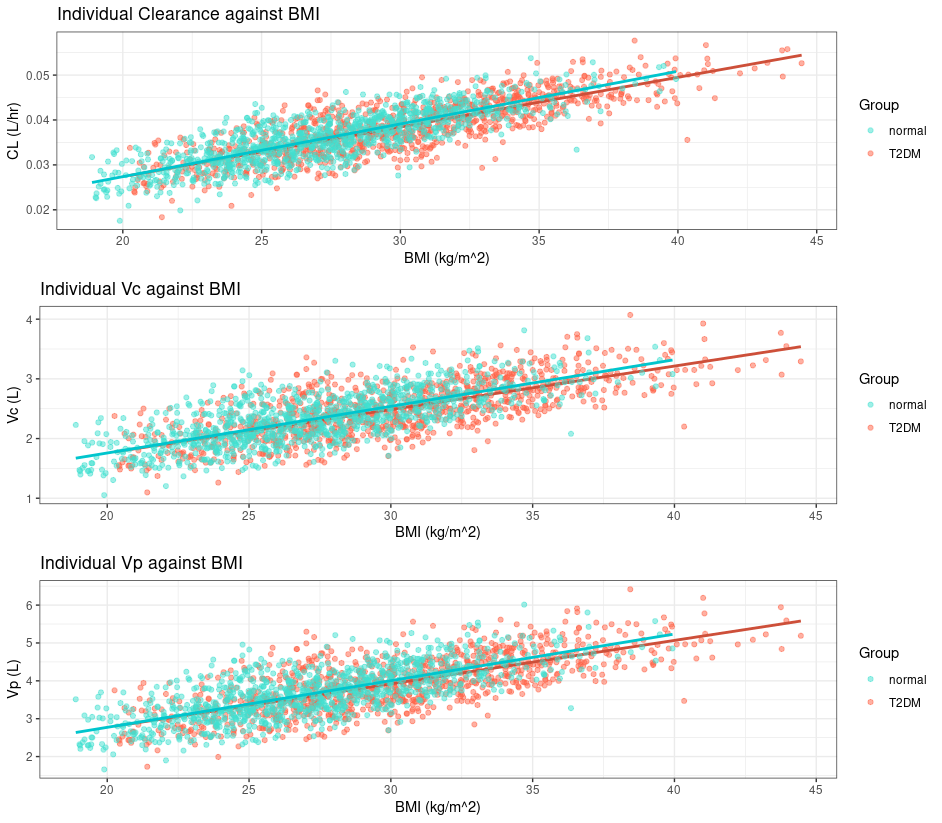 Individual Clearance against BMI
CL (L/hr)
0.05
0.04
0.03
0.02
20 25 30 35 40 45
BMI (kg/m^2)
Group
normal
T2DM
Individual Vc against BMI
Vc (L)
4
3
2
1
20 25 30 35 40 45
BMI (kg/m^2)
Group
normal
T2DM
Individual Vp against BMI
Vp (L)
6
5
4
3
2
20 25 30 35 40 45
BMI (kg/m^2)
Group
normal
T2DM